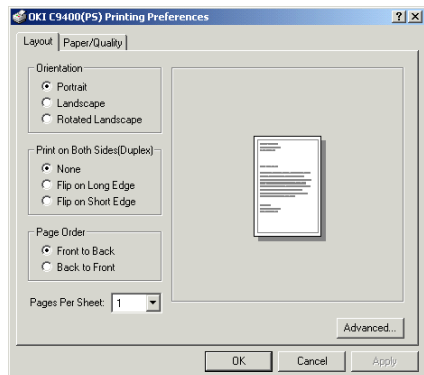 OKI C9400(PS) Printing Preferences
Layout
Paper/Quality
Orientation
Portrait
Landscape
Rotated Landscape
Print on Both Sides(Duplex)
None
Flip on Long Edge
Flip on Short Edge
Page Order
Front to Back
Back to Front
Pages Per Sheet: 1
Advanced...
OK Cancel Apply